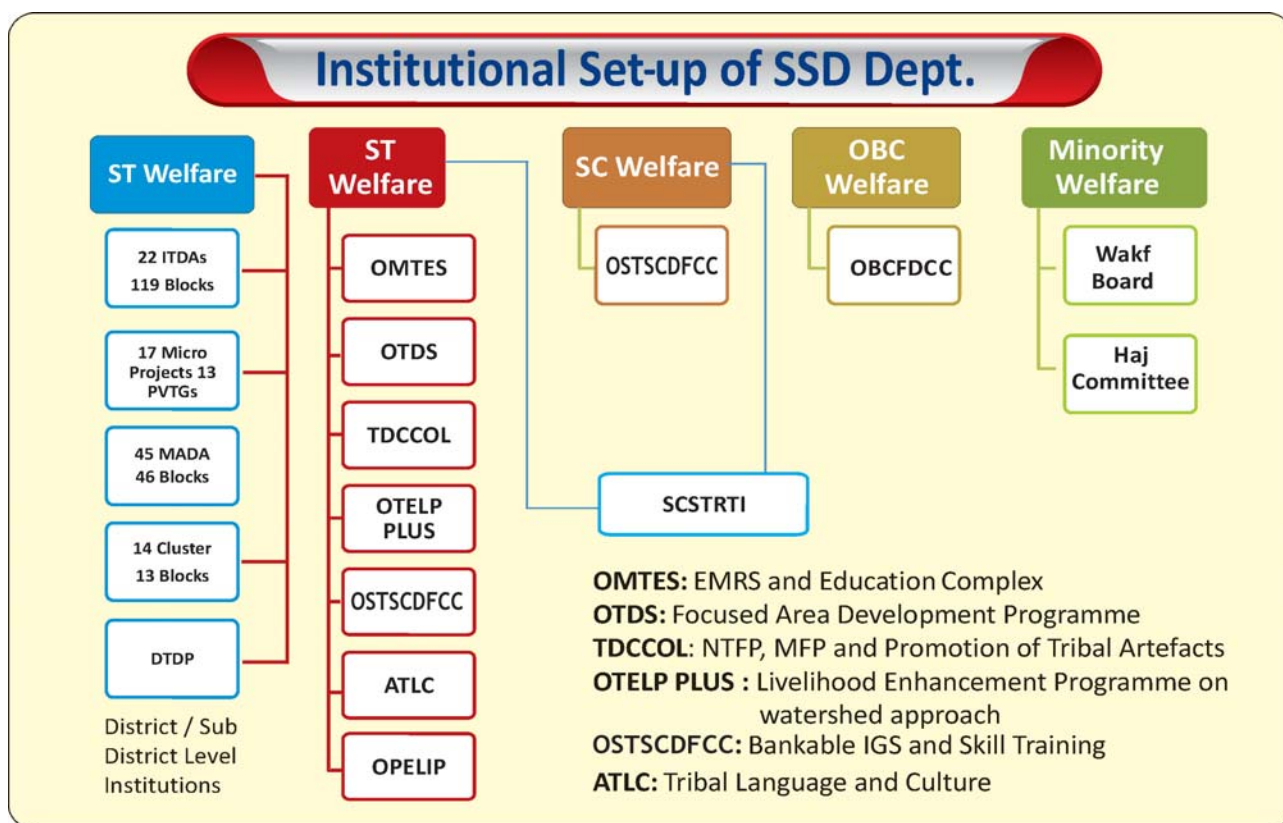 Institutional Set-up of SSD Dept.
ST Welfare
22 ITDAs
119 Blocks
17 Micro
Projects 13
PVTGs
45 MADA
46 Blocks
14 Cluster
13 Blocks
DTDP
District / Sub
District Level
Institutions
ST
Welfare
OMTES
OTDS
TDCCOL
OTELP
PLUS
OSTSCDFCC
ATLC
OPELIP
SC Welfare
OSTSCDFCC
OBC
Welfare
OBCFDCC
Minority
Welfare
Wakf
Board
Haj
Committee
SCSTRTI
OMTES: EMRS and Education Complex
OTDS: Focused Area Development Programme
TDCCOL: NTFP, MFP and Promotion of Tribal Artefacts
OTELP PLUS : Livelihood Enhancement Programme on
watershed approach
OSTSCDFCC: Bankable IGS and Skill Training
ATLC: Tribal Language and Culture